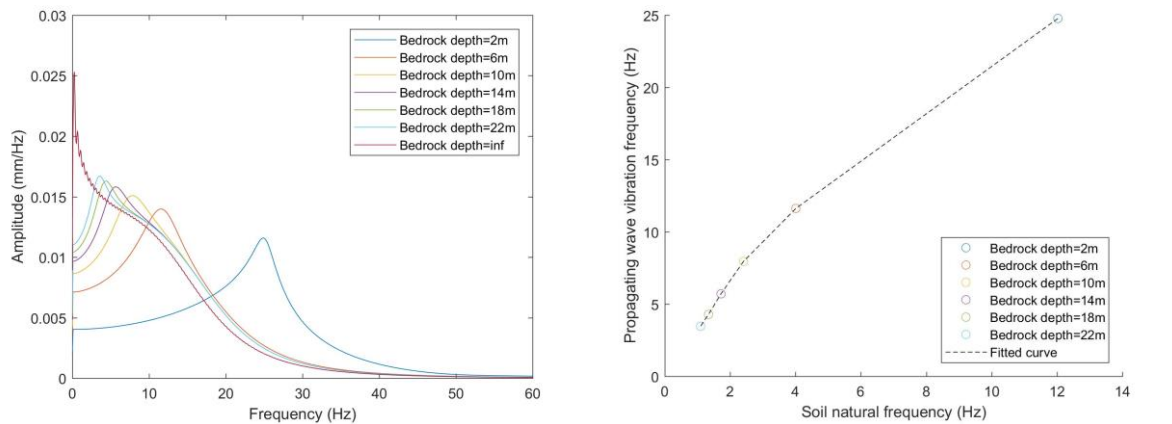 0.03
0.025
0.02
0.015
0.01
0.005
0
Amplitude (mm/Hz)
Bedrock depth=2m
Bedrock depth=6m
Bedrock depth=10m
Bedrock depth=14m
Bedrock depth=18m
Bedrock depth=22m
Bedrock depth=inf
0 10 20 30 40 50 60
Frequency (Hz)
25
20
15
10
5
0
Propagating wave vibration frequency (Hz)
Bedrock depth=2m
Bedrock depth=6m
Bedrock depth=10m
Bedrock depth=14m
Bedrock depth=18m
Bedrock depth=22m
Fitted curve
0 2 4 6 8 10 12 14
Soil natural frequency (Hz)